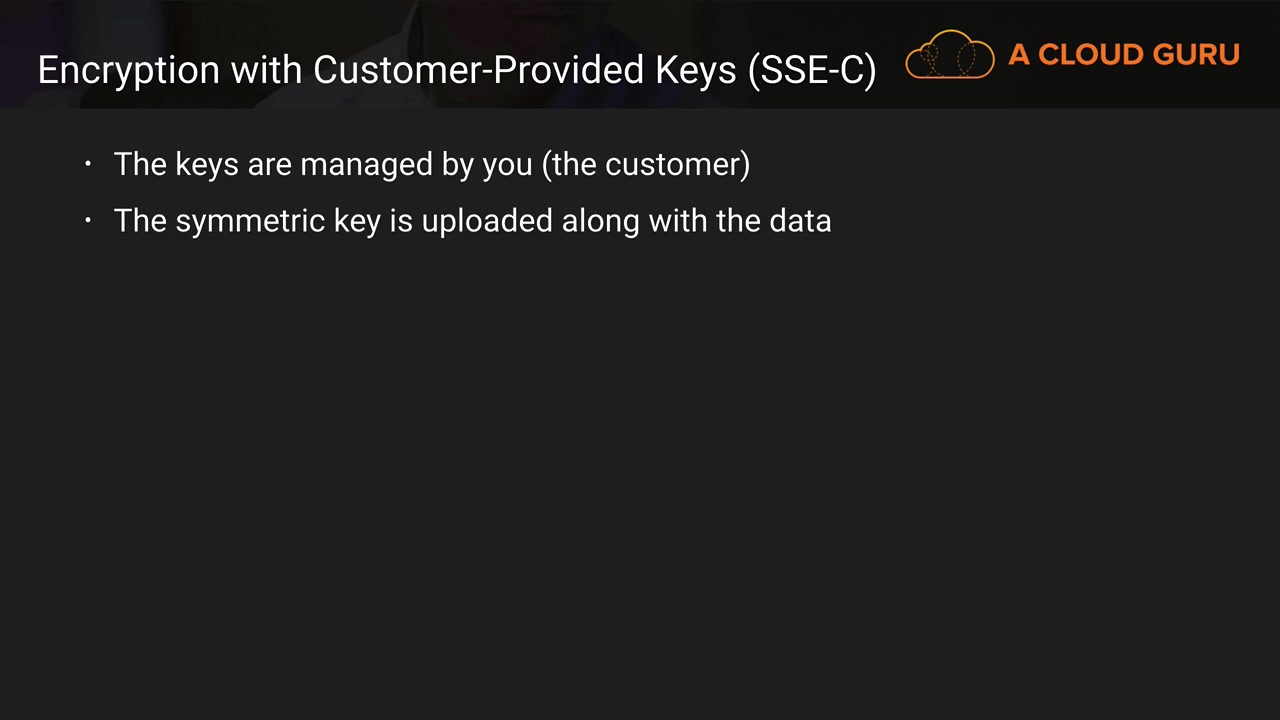 Encryption with Customer-Provided Keys (SSE-C)
A CLOUD GURU
· The keys are managed by you (the customer)
· The symmetric key is uploaded along with the data